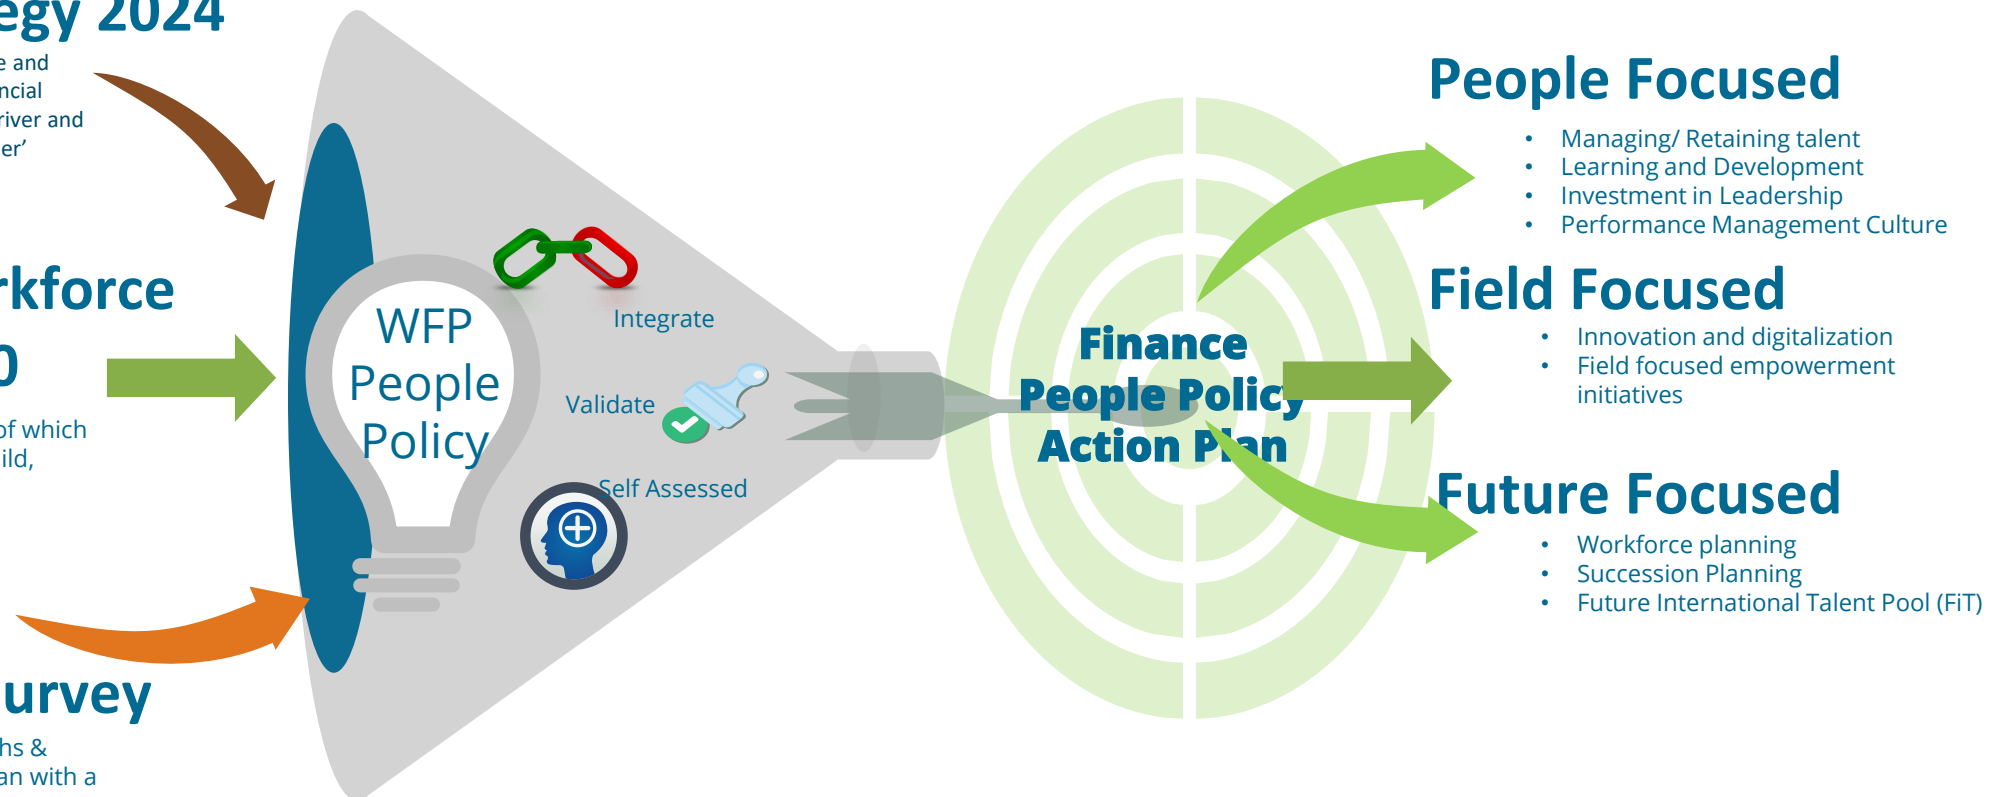 egy 2024
e and
ncial
river and
er’
rkforce
0
of which
ild,
urvey
hs &
an with a
WFP
People
Policy
Integrate
Validate
Self Assessed
Finance
People Policy
Action Plan
People Focused
• Managing/ Retaining talent
• Learning and Development
• Investment in Leadership
• Performance Management Culture
Field Focused
• Innovation and digitalization
• Field focused empowerment
initiatives
Future Focused
• Workforce planning
• Succession Planning
• Future International Talent Pool (FiT)